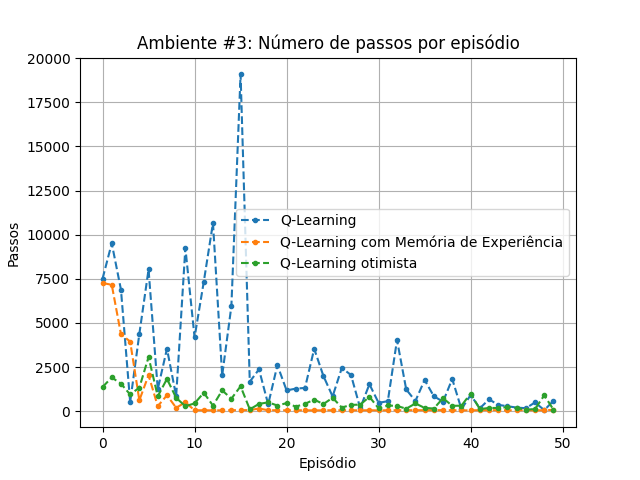 Ambiente #3: Número de passos por episódio
20000
17500
15000
12500
10000
7500
5000
2500
0
Passos
Q-Learning
Q-Learning com Memória de Experiência
Q-Learning otimista
0 10 20 30 40 50
Episódio